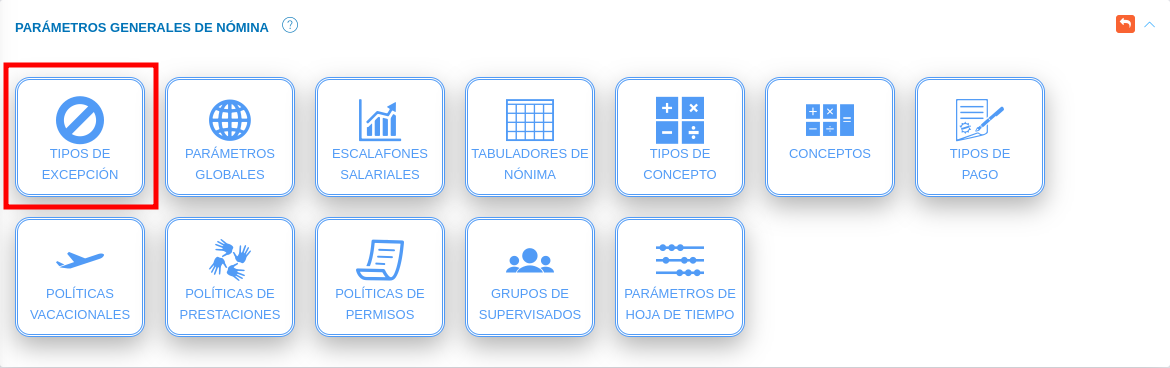 PARÁMETROS GENERALES DE NÓMINA ?
TIPOS DE
EXCEPCIÓN
PARÁMETROS
GLOBALES
ESCALAFONES
SALARIALES
TABULADORES DE
NÓNIMA
TIPOS DE
CONCEPTO
CONCEPTOS
TIPOS DE
PAGO
POLÍTICAS
VACACIONALES
POLÍTICAS DE
PRESTACIONES
POLÍTICAS DE
PERMISOS
GRUPOS DE
SUPERVISADOS
PARÁMETROS DE
HOJA DE TIEMPO